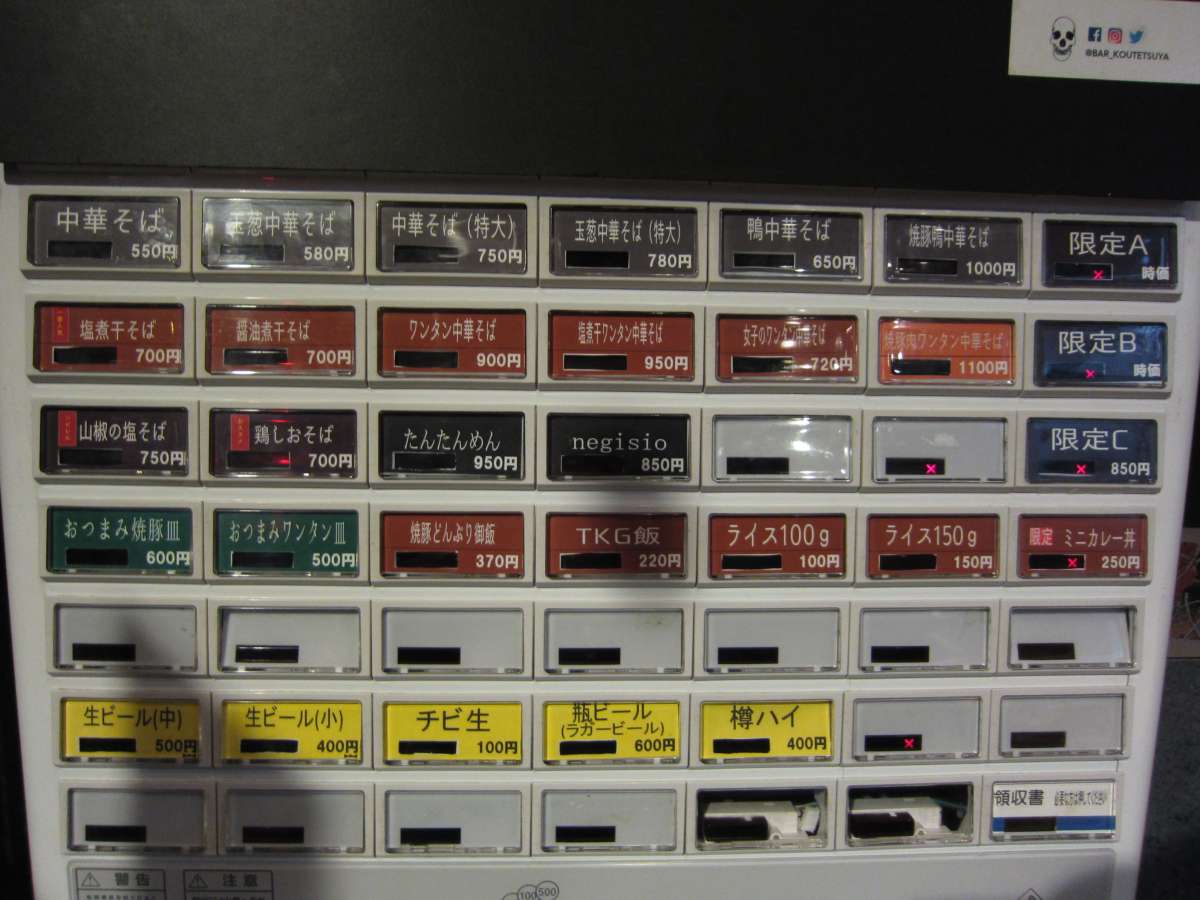 @BAR_KOUTETSUYA
中華そば
550円
玉葱中華そば
580円
中華そば(特大)
750円
玉葱中華そば(特大)
780円
鴨中華そば
650円
焼豚鴨中華そば
1000円
限定A
時価
塩煮干そば
700円
醤油煮干そば
700円
ワンタン中華そば
900円
塩煮干ワンタン中華そば
950円
女子のワンタン中華そば
720円
焼豚肉ワンタン中華そば
1100円
限定B
時価
山椒の塩そば
750円
鶏しおそば
700円
たんたんめん
950円
negisio
850円
限定C
850円
おつまみ焼豚皿
600円
おつまみワンタン皿
500円
焼豚どんぶり御飯
370円
TKG飯
220円
ライス100g
100円
ライス150g
150円
限定 ミニカレー丼
250円
生ビール(中)
500円
生ビール(小)
400円
チビ生
100円
瓶ビール
(ラガービール)
600円
樽ハイ
400円
領収書 必要な方は押してください
警告
注意
100 500